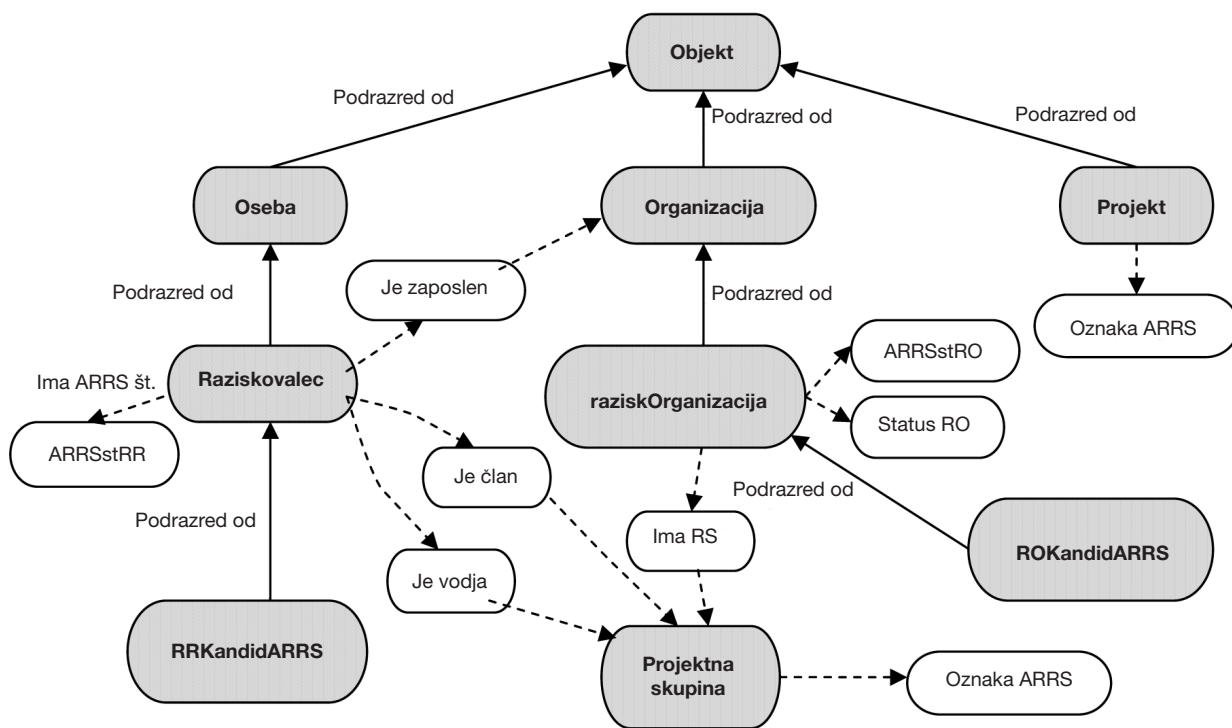 Objekt
Podrazred od
Podrazred od
Podrazred od
Oseba
Organizacija
Projekt
Podrazred od
Je zaposlen
Podrazred od
Oznaka ARRS
Ima ARRS št.
Raziskovalec
raziskOrganizacija
ARRSstRO
Status RO
ARRSstRR
Je član
Podrazred od
Podrazred od
Ima RS
ROKandidARRS
Je vodja
RRKandidARRS
Projektna
skupina
Oznaka ARRS